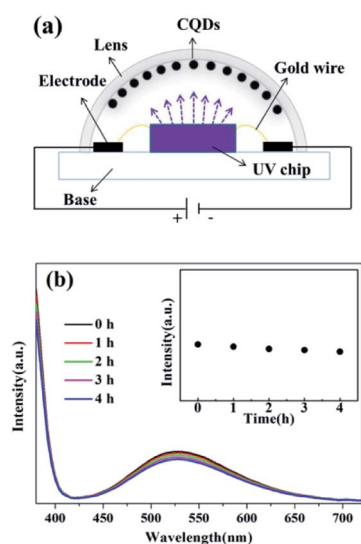 (a)
CQDs
Lens
Electrode
Gold wire
UV chip
Base
+ -
(b)
0 h
1 h
2 h
3 h
4 h
Intensity(a.u.)
Intensity(a.u.)
0 1 2 3 4
Time(h)
400 450 500 550 600 650 700
Wavelength(nm)